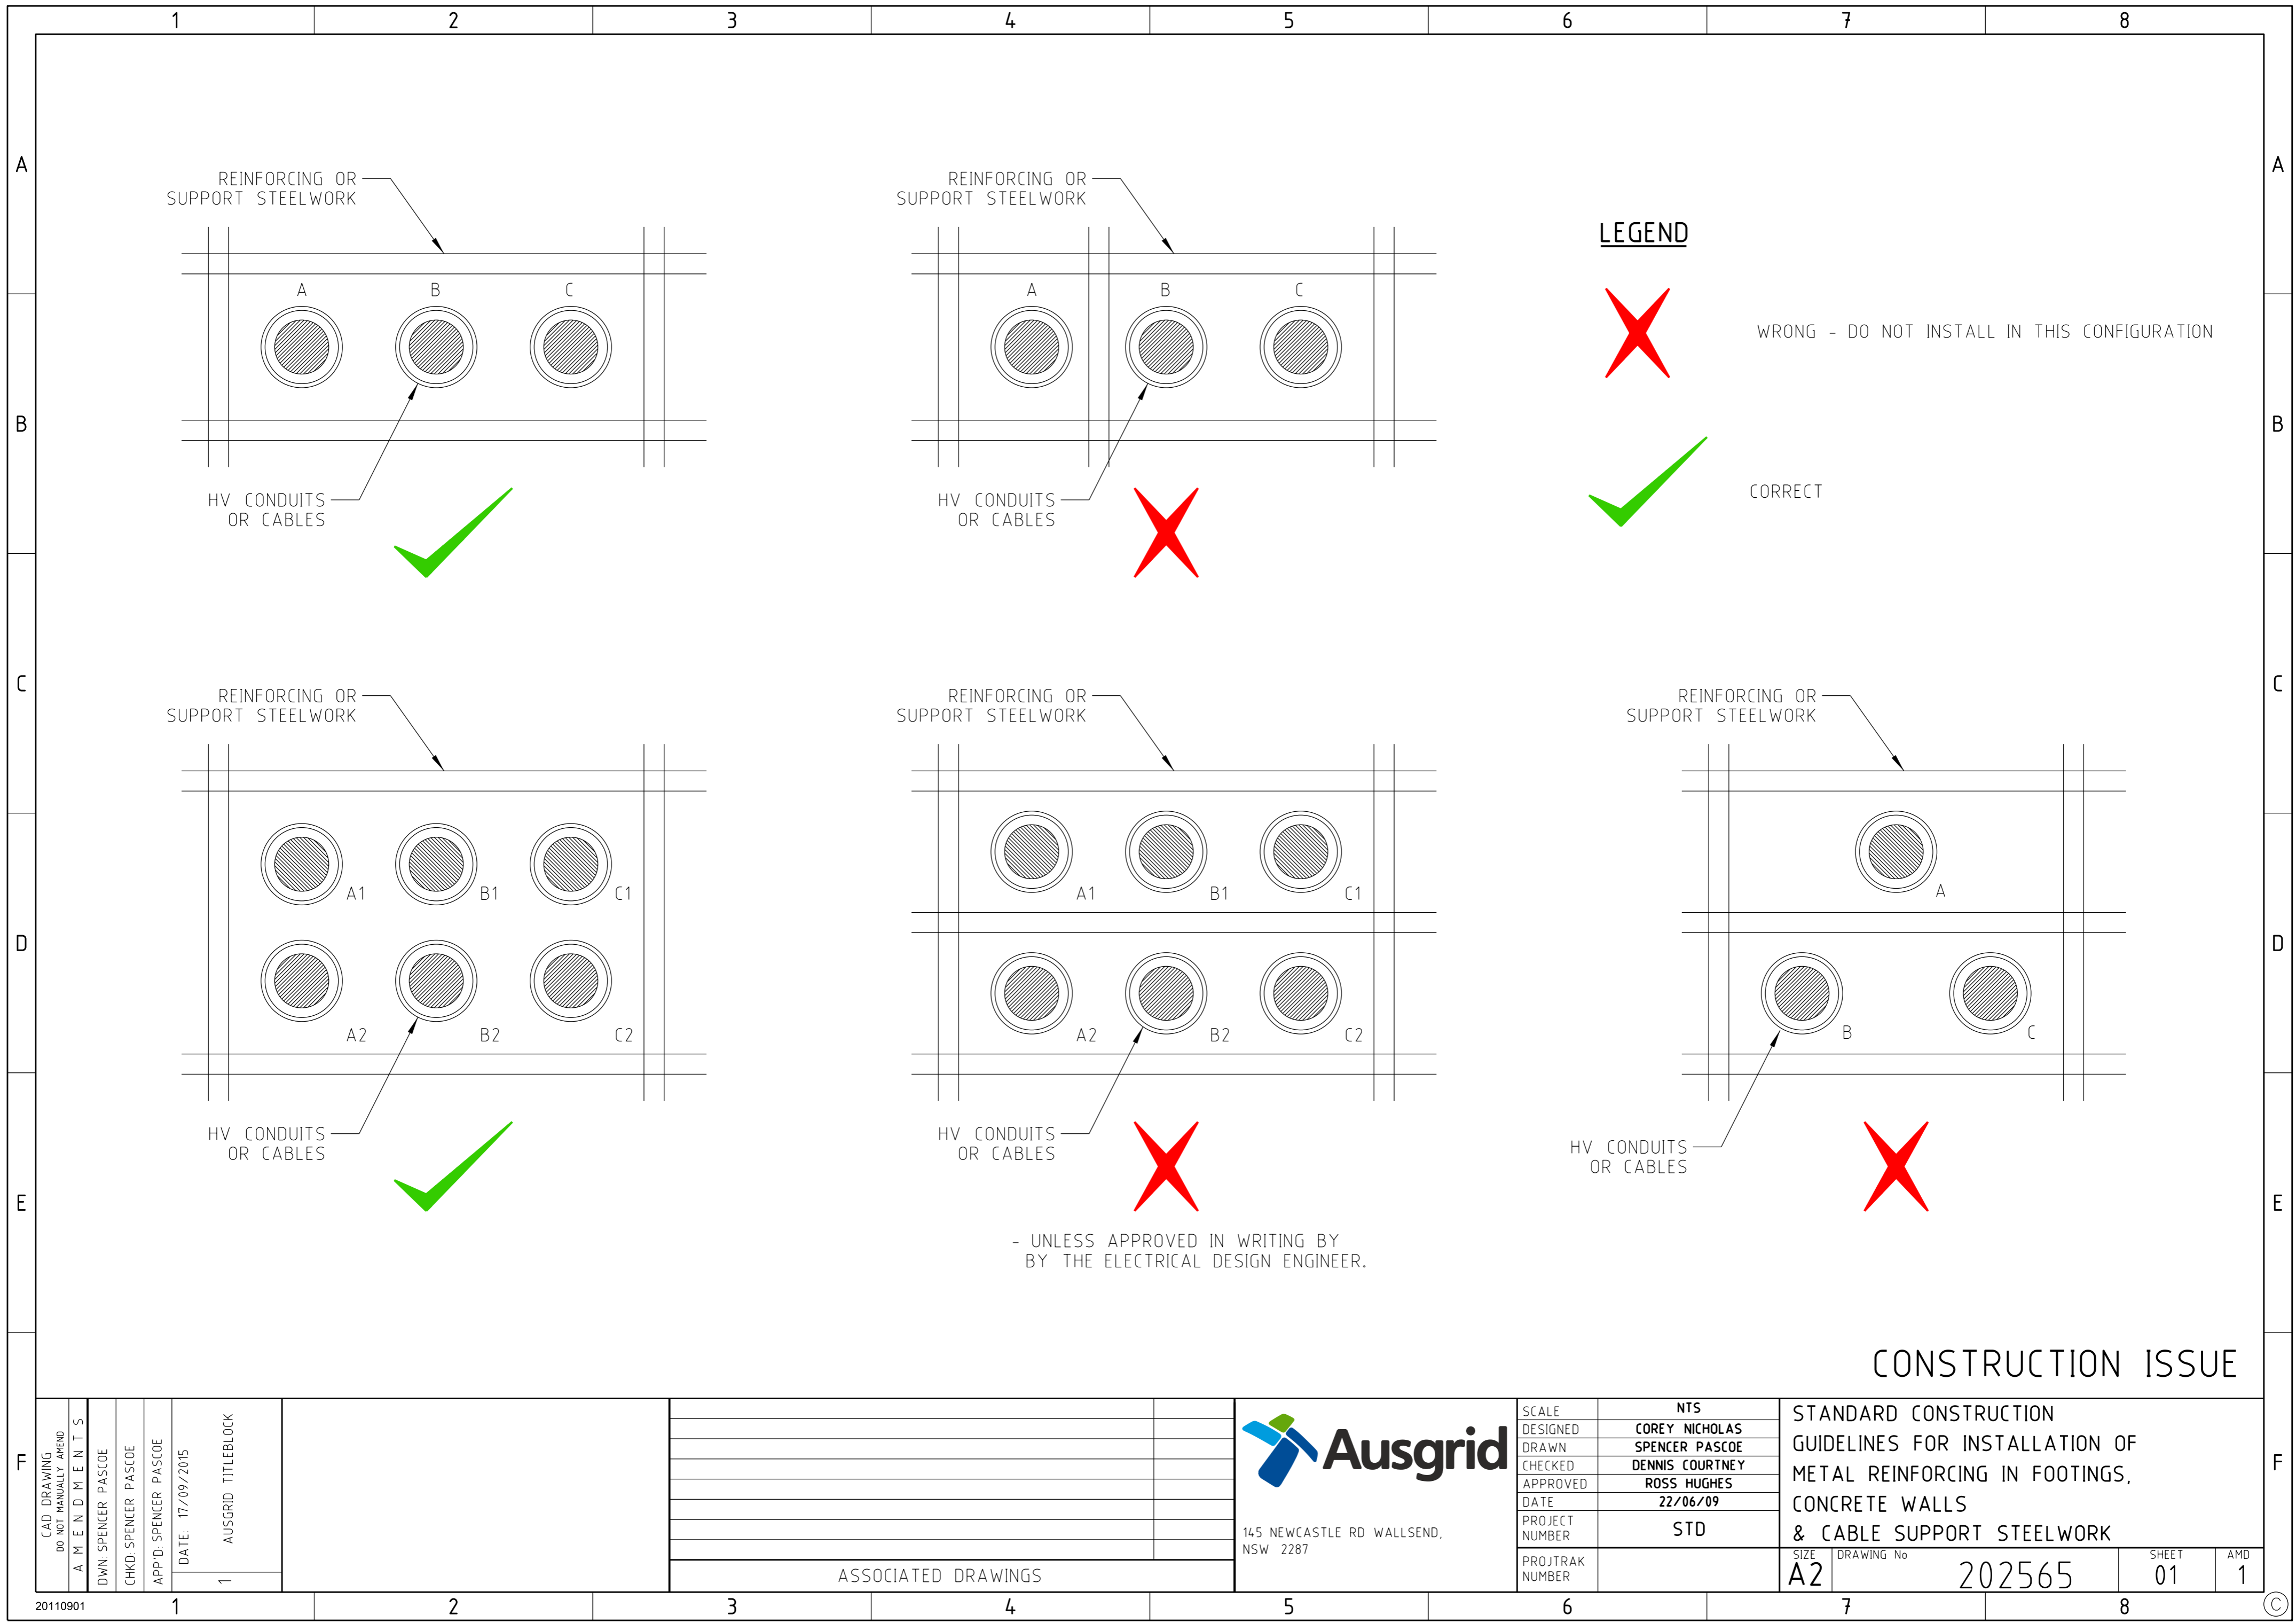 1 2 3 4 5 6 7 8
A A
REINFORCING OR
SUPPORT STEELWORK
A B C
HV CONDUITS
OR CABLES
REINFORCING OR
SUPPORT STEELWORK
A B C
HV CONDUITS
OR CABLES
LEGEND
WRONG - DO NOT INSTALL IN THIS CONFIGURATION
CORRECT
B B
C C
REINFORCING OR
SUPPORT STEELWORK
A1 B1 C1
A2 B2 C2
HV CONDUITS
OR CABLES
REINFORCING OR
SUPPORT STEELWORK
A1 B1 C1
A2 B2 C2
HV CONDUITS
OR CABLES
- UNLESS APPROVED IN WRITING BY
BY THE ELECTRICAL DESIGN ENGINEER.
REINFORCING OR
SUPPORT STEELWORK
A
B C
HV CONDUITS
OR CABLES
D D
E E
CONSTRUCTION ISSUE
F F
CAD DRAWING
DO NOT MANUALLY AMEND
AMENDMENTS
DWN: SPENCER PASCOE
CHKD: SPENCER PASCOE
APP'D: SPENCER PASCOE
DATE: 17/09/2015
1 AUSGRID TITLEBLOCK
ASSOCIATED DRAWINGS
Ausgrid
145 NEWCASTLE RD WALLSEND,
NSW 2287
SCALE NTS
DESIGNED COREY NICHOLAS
DRAWN SPENCER PASCOE
CHECKED DENNIS COURTNEY
APPROVED ROSS HUGHES
DATE 22/06/09
PROJECT
NUMBER STD
PROJTRAK
NUMBER
STANDARD CONSTRUCTION
GUIDELINES FOR INSTALLATION OF
METAL REINFORCING IN FOOTINGS,
CONCRETE WALLS
& CABLE SUPPORT STEELWORK
SIZE A2
DRAWING No 202565
SHEET 01
AMD 1
20110901
1 2 3 4 5 6 7 8
©